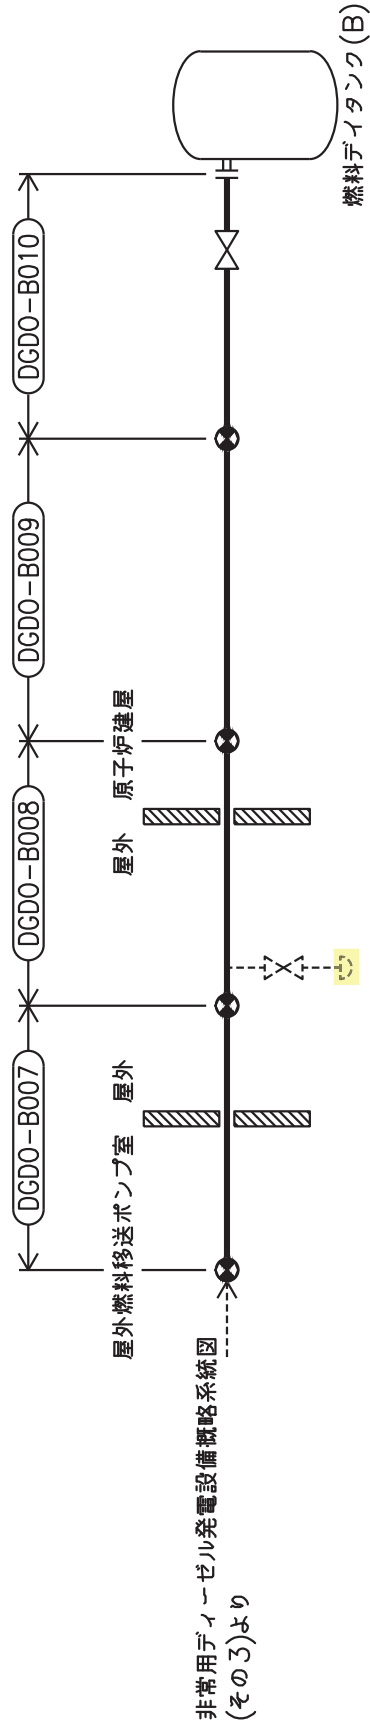 DGDO-B007
DGDO-B008
DGDO-B009
DGDO-B010
屋外燃料移送ポンプ室
屋外
屋外
原子炉建屋
非常用ディーゼル発電設備概略系統図
(その3)より
燃料デイタンク(B)